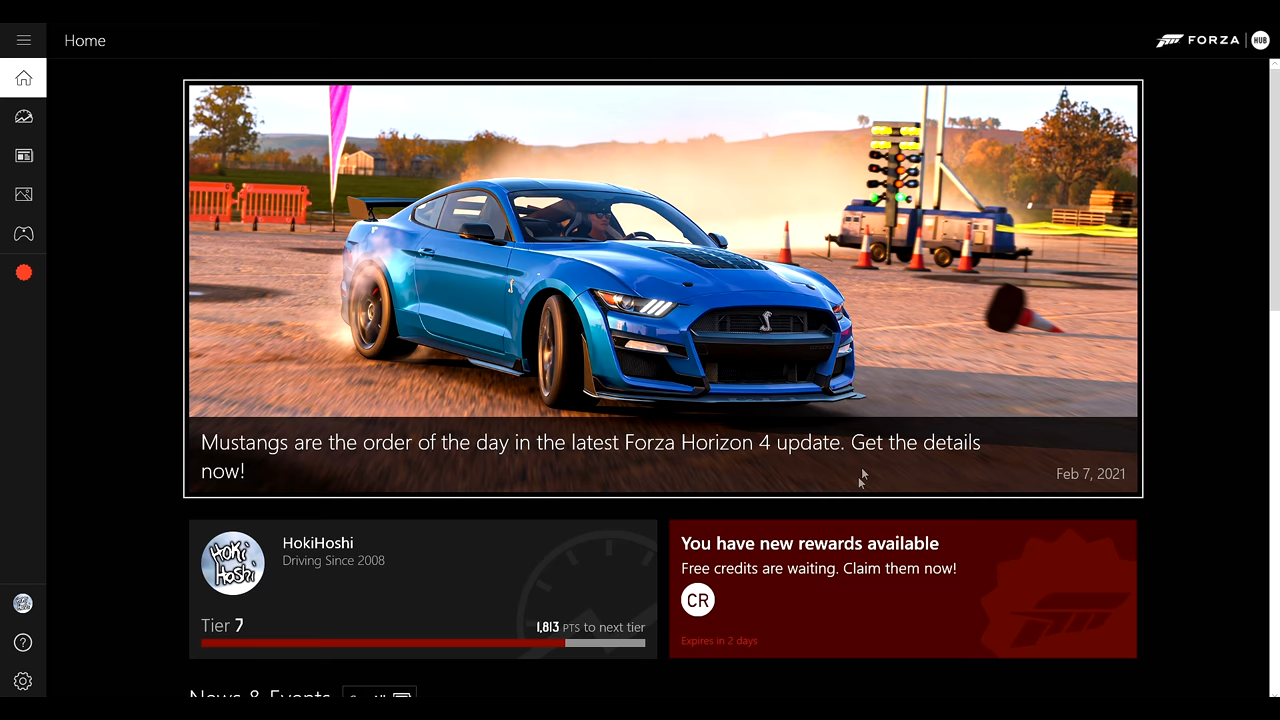 Home
FORZA HUB
Mustangs are the order of the day in the latest Forza Horizon 4 update. Get the details
now!
Feb 7, 2021
HokiHoshi
Driving Since 2008
HOKI
HOSHI
Tier 7
1,813 PTS to next tier
You have new rewards available
Free credits are waiting. Claim them now!
CR
Expires in 2 days
News & Events